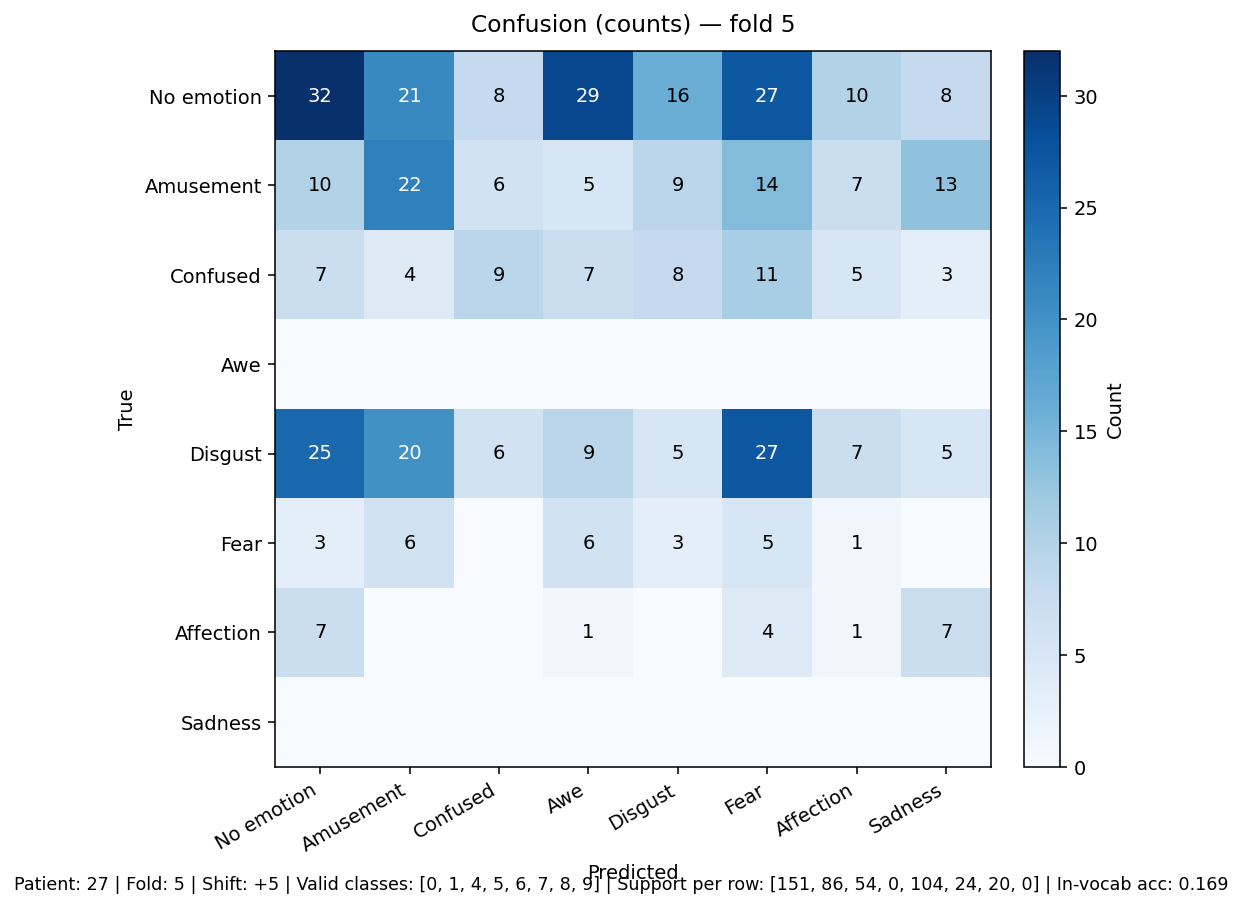 Confusion (counts) — fold 5
No emotion 32 21 8 29 16 27 10 8
Amusement 10 22 6 5 9 14 7 13
Confused 7 4 9 7 8 11 5 3
Awe
Disgust 25 20 6 9 5 27 7 5
Fear 3 6 6 3 5 1
Affection 7 1 4 1 7
Sadness
True
No emotion Amusement Confused Awe Disgust Fear Affection Sadness
Predicted
30
25
20
15
10
5
0
Count
Patient: 27 | Fold: 5 | Shift: +5 | Valid classes: [0, 1, 4, 5, 6, 7, 8, 9] | Support per row: [151, 86, 54, 0, 104, 24, 20, 0] | In-vocab acc: 0.169